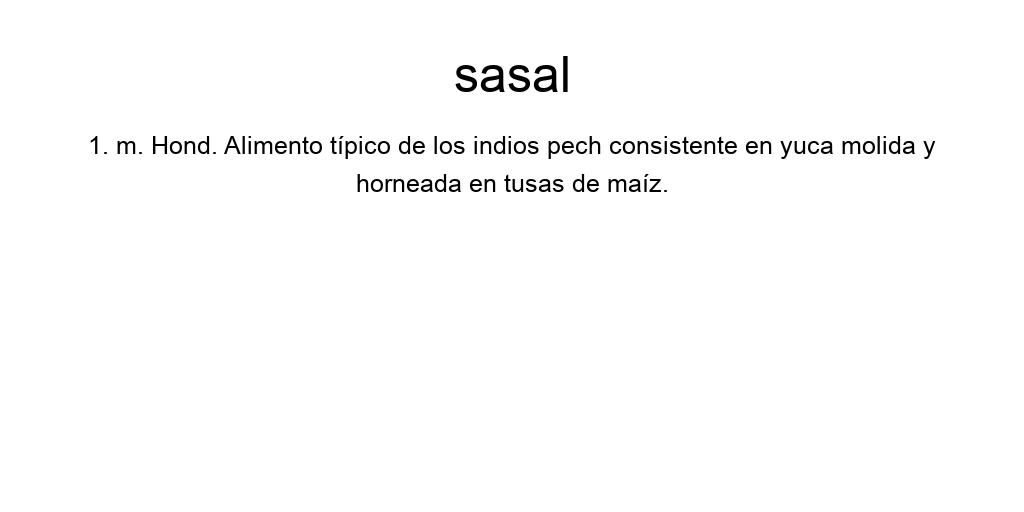 sasal
1. m. Hond. Alimento típico de los indios pech consistente en yuca molida y
horneada en tusas de maíz.